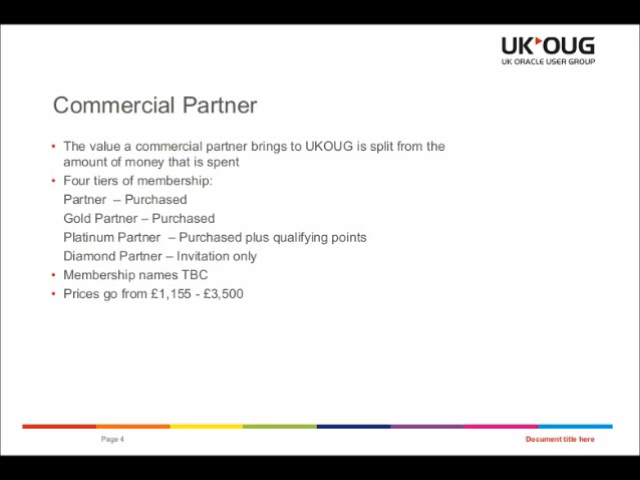 UK OUG
UK ORACLE USER GROUP
Commercial Partner
• The value a commercial partner brings to UKOUG is split from the
amount of money that is spent
• Four tiers of membership:
Partner – Purchased
Gold Partner – Purchased
Platinum Partner – Purchased plus qualifying points
Diamond Partner – Invitation only
• Membership names TBC
• Prices go from £1,155 - £3,500
Page 4
Document title here